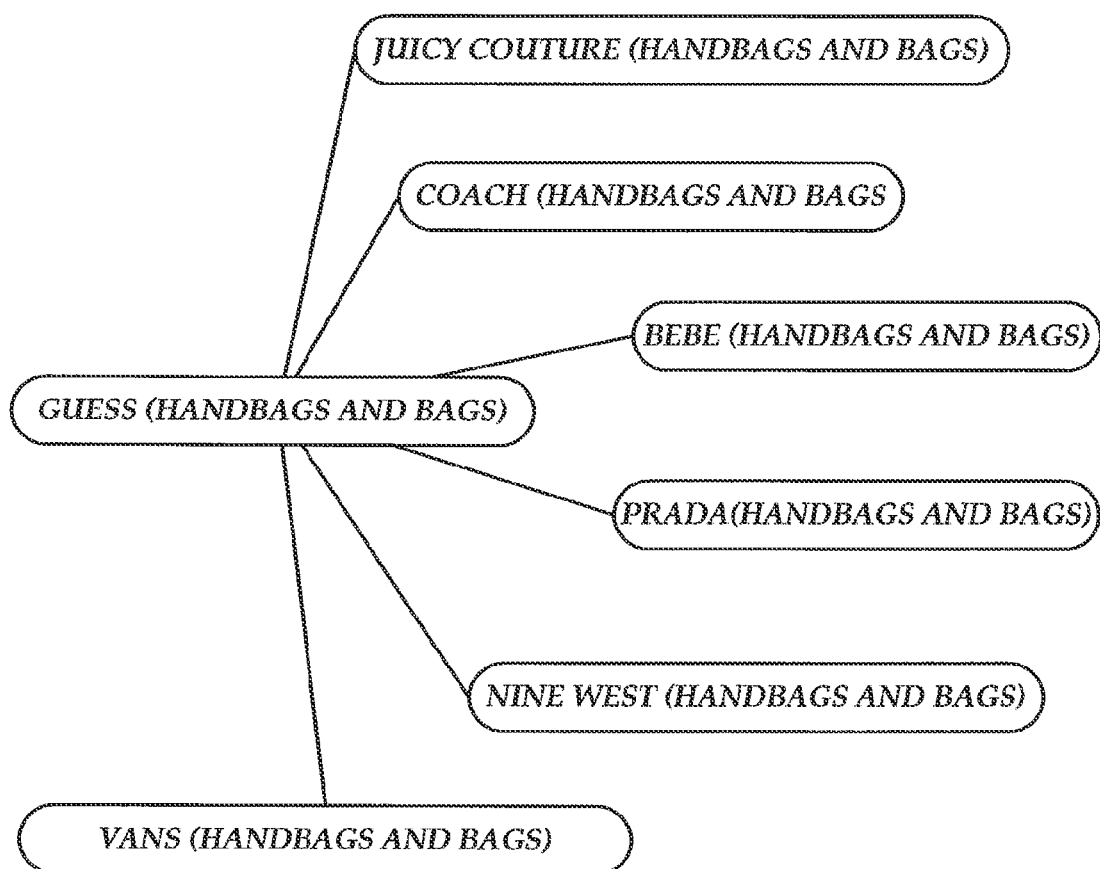 JUICY COUTURE (HANDBAGS AND BAGS)
COACH (HANDBAGS AND BAGS
BEBE (HANDBAGS AND BAGS)
GUESS (HANDBAGS AND BAGS)
PRADA(HANDBAGS AND BAGS)
NINE WEST (HANDBAGS AND BAGS)
VANS (HANDBAGS AND BAGS)